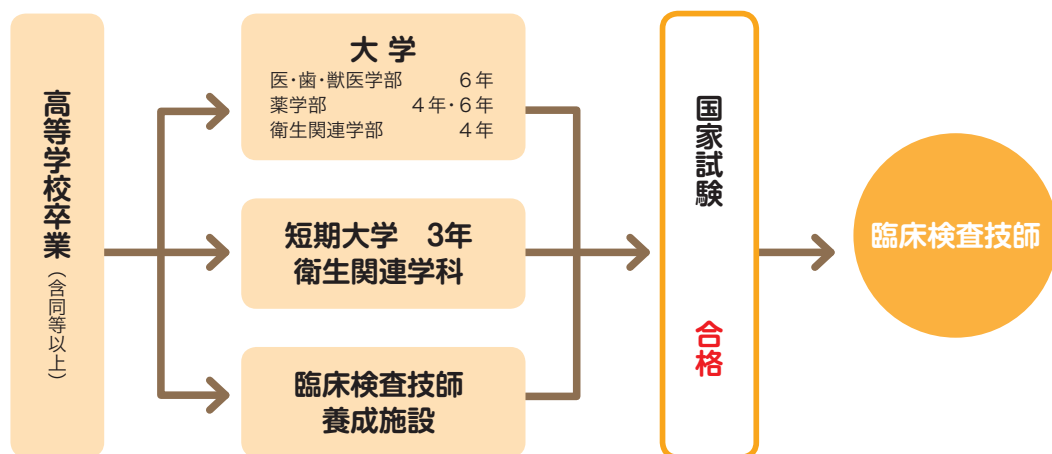 高等学校卒業
（含同等以上）
大 学
医・歯・獣医学部 6年
薬学部 4年・6年
衛生関連学部 4年
短期大学 3年
衛生関連学科
臨床検査技師
養成施設
国家試験
合格
臨床検査技師